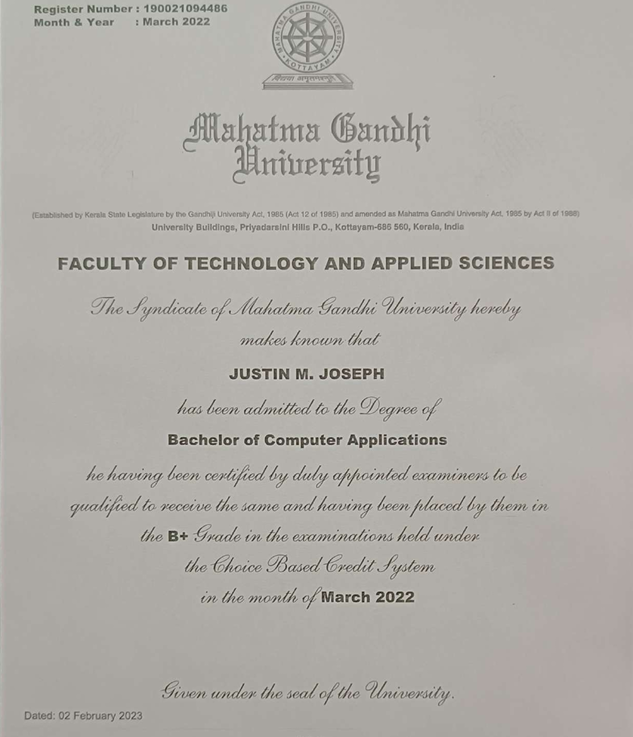 Register Number : 190021094486
Month & Year : March 2022
MAHATMA GANDHI UNIVERSITY
KOTTAYAM
Mahatma Gandhi
University
(Established by Kerala State Legislature by the Gandhiji University Act, 1985 (Act 12 of 1985) and amended as Mahatma Gandhi University Act, 1985 by Act II of 1988)
University Buildings, Priyadarsini Hills P.O., Kottayam-686 560, Kerala, India
FACULTY OF TECHNOLOGY AND APPLIED SCIENCES
The Syndicate of Mahatma Gandhi University hereby
makes known that
JUSTIN M. JOSEPH
has been admitted to the Degree of
Bachelor of Computer Applications
he having been certified by duly appointed examiners to be
qualified to receive the same and having been placed by them in
the B+ Grade in the examinations held under
the Choice Based Credit System
in the month of March 2022
Given under the seal of the University.
Dated: 02 February 2023